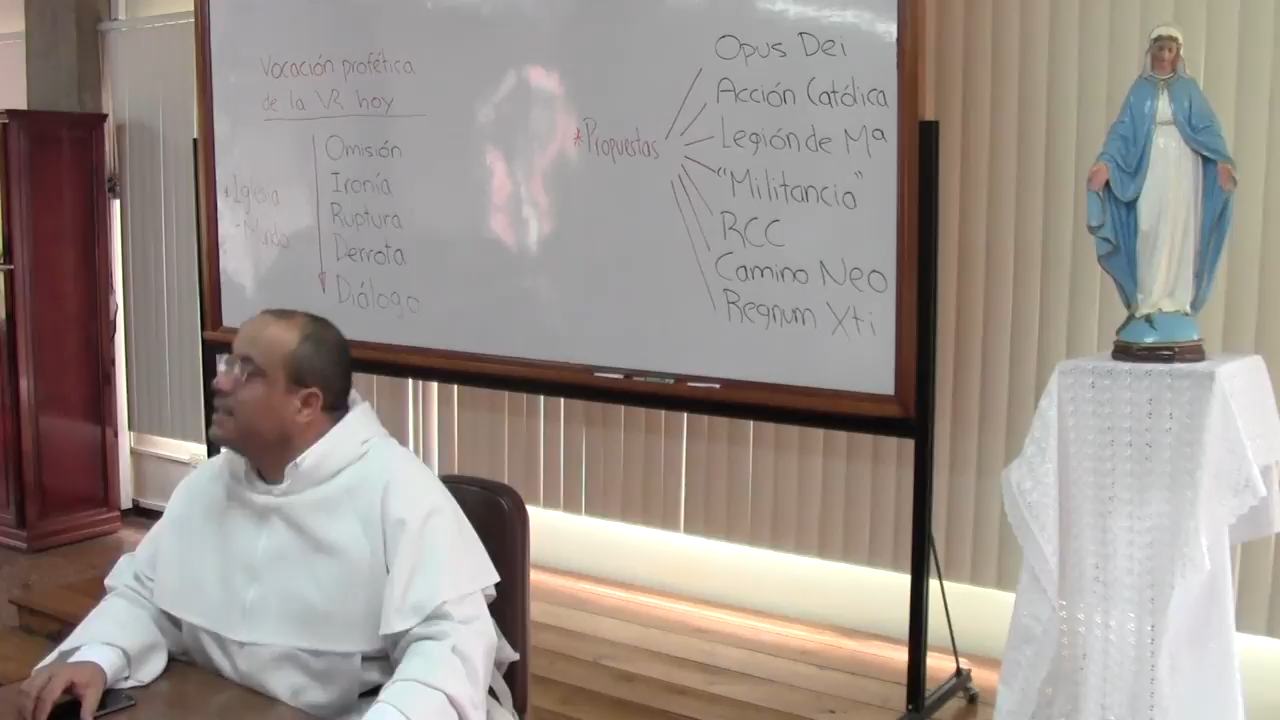 Vocación profética
de la VR hoy
Omisión
Ironía
Ruptura
Derrota
Diálogo
* Iglesia
- Mundo
* Propuestas
Opus Dei
Acción Católica
Legión de Mª
"Militancia"
RCC
Camino Neo
Regnum Xti